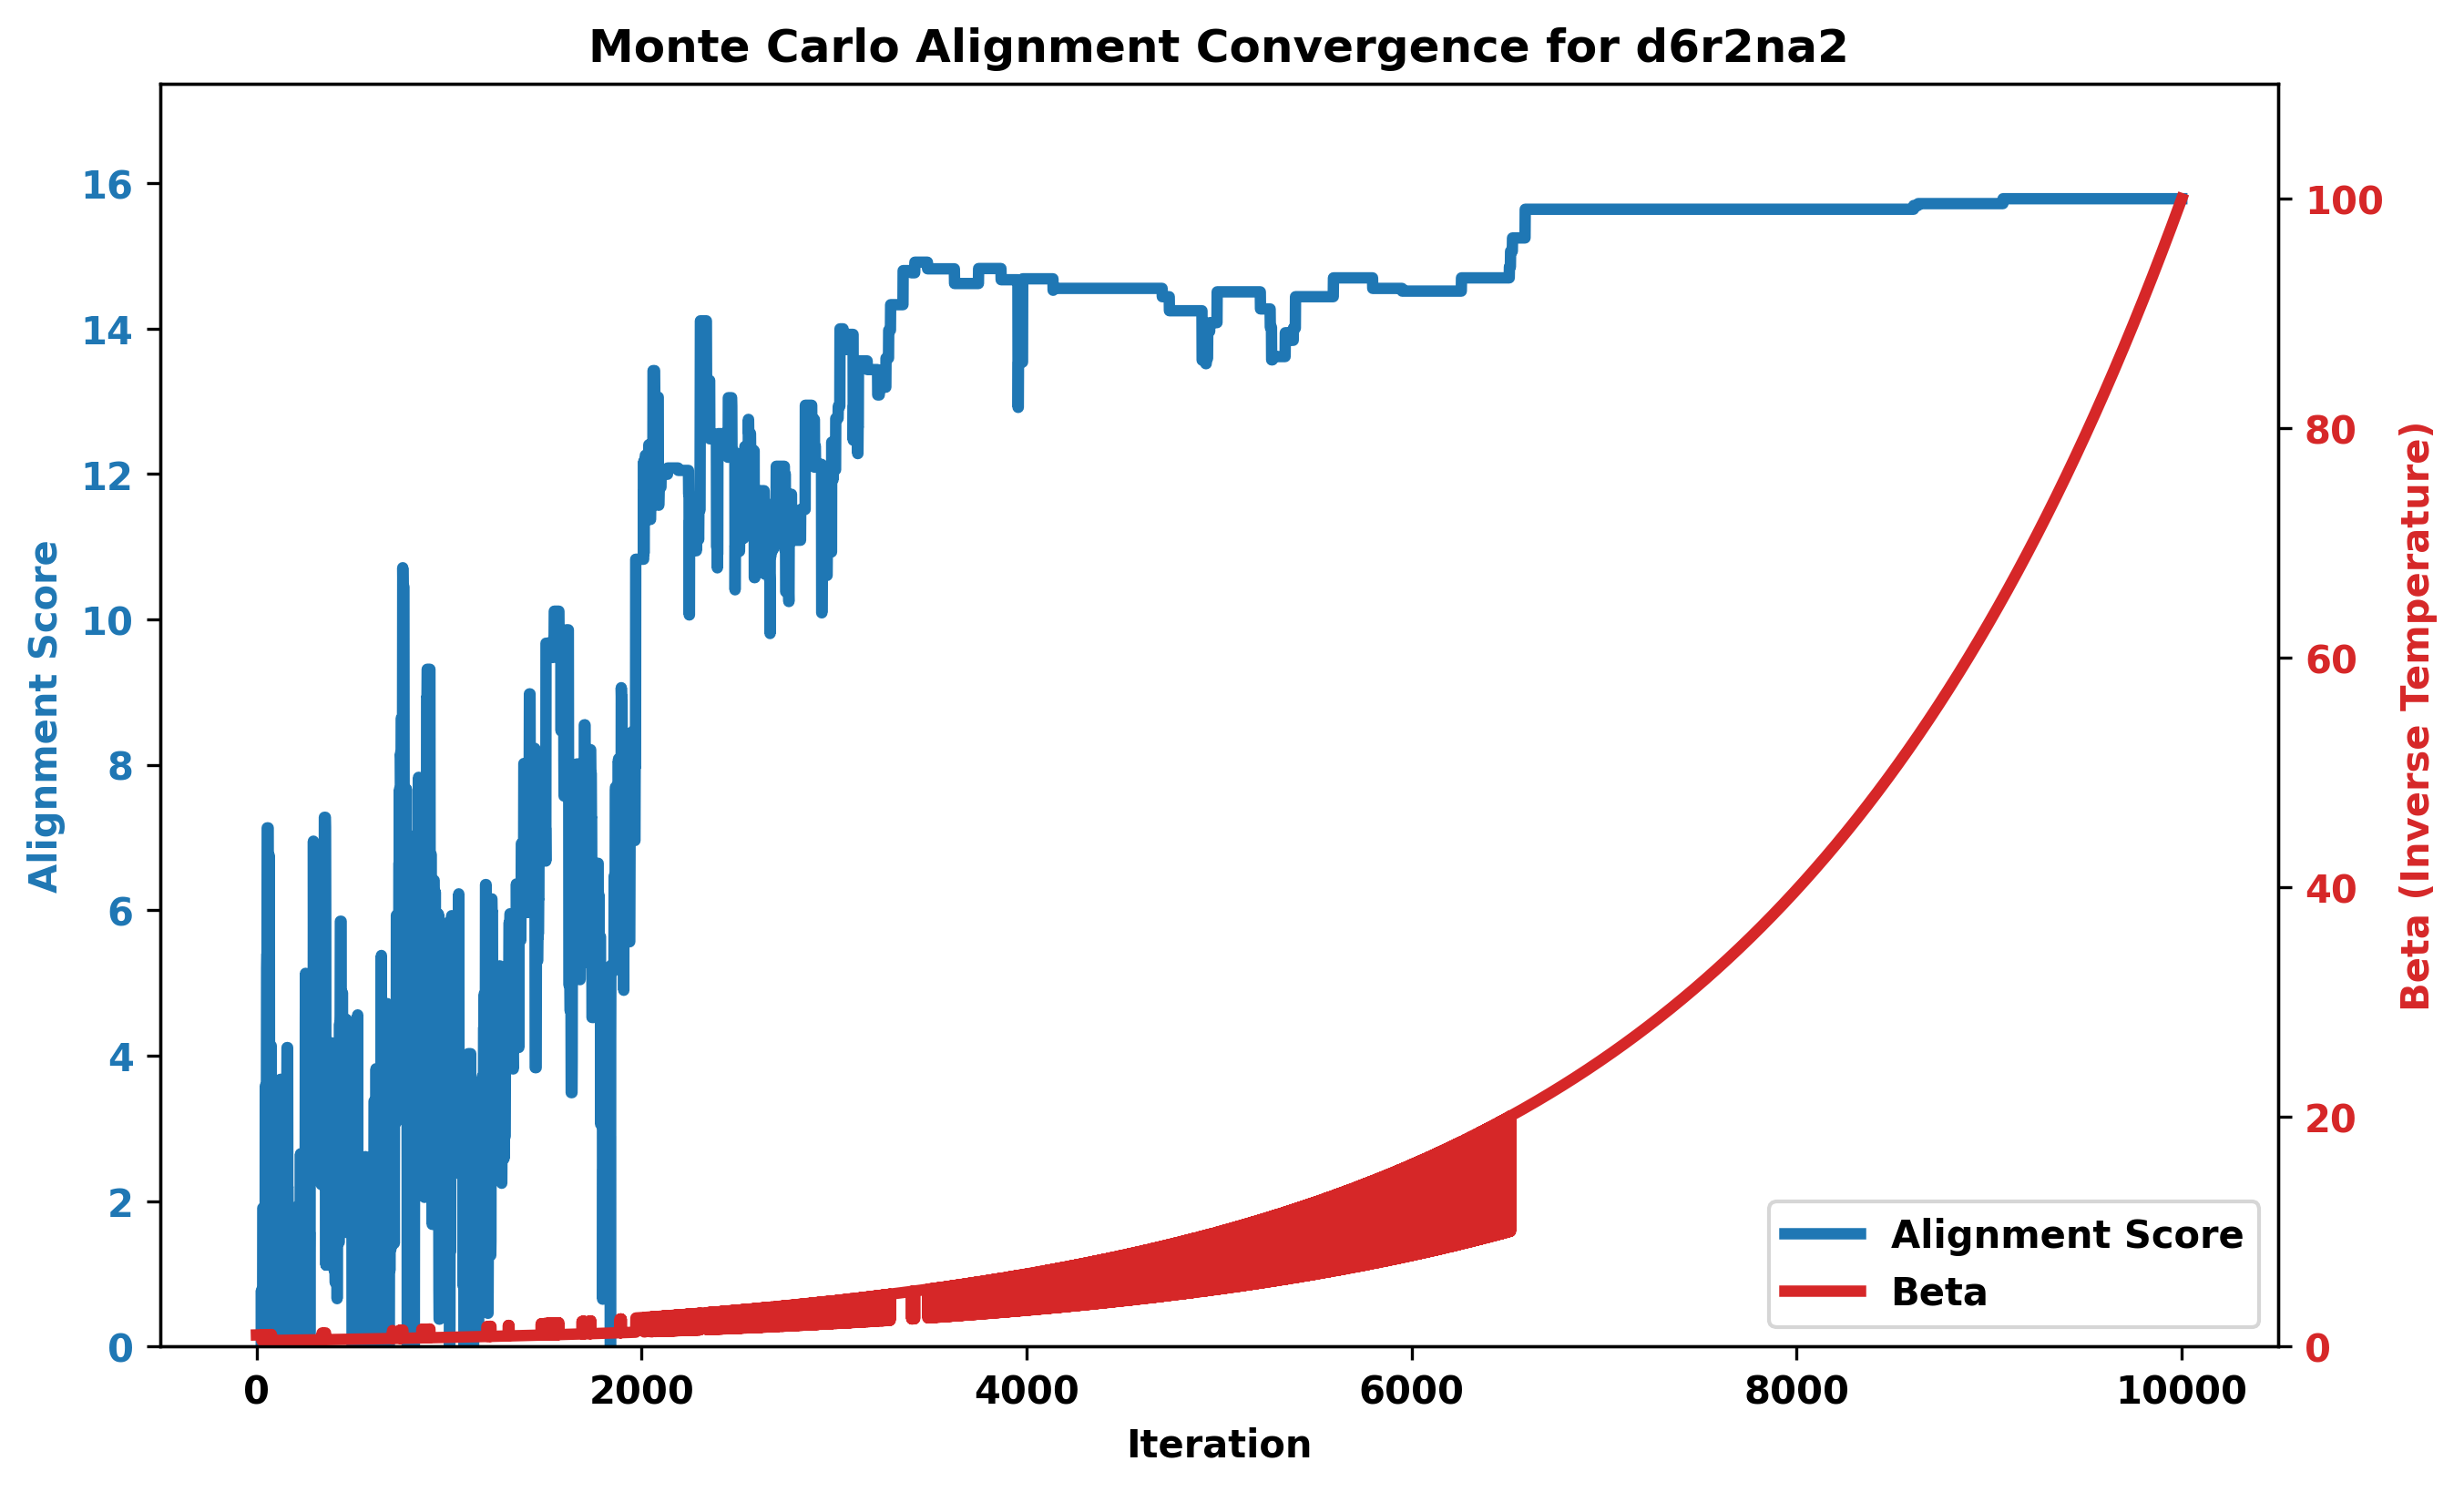 Monte Carlo Alignment Convergence for d6r2na2
16
14
12
10
8
6
4
2
0
Alignment Score
100
80
60
40
20
0
Beta (Inverse Temperature)
Alignment Score
Beta
0 2000 4000 6000 8000 10000
Iteration